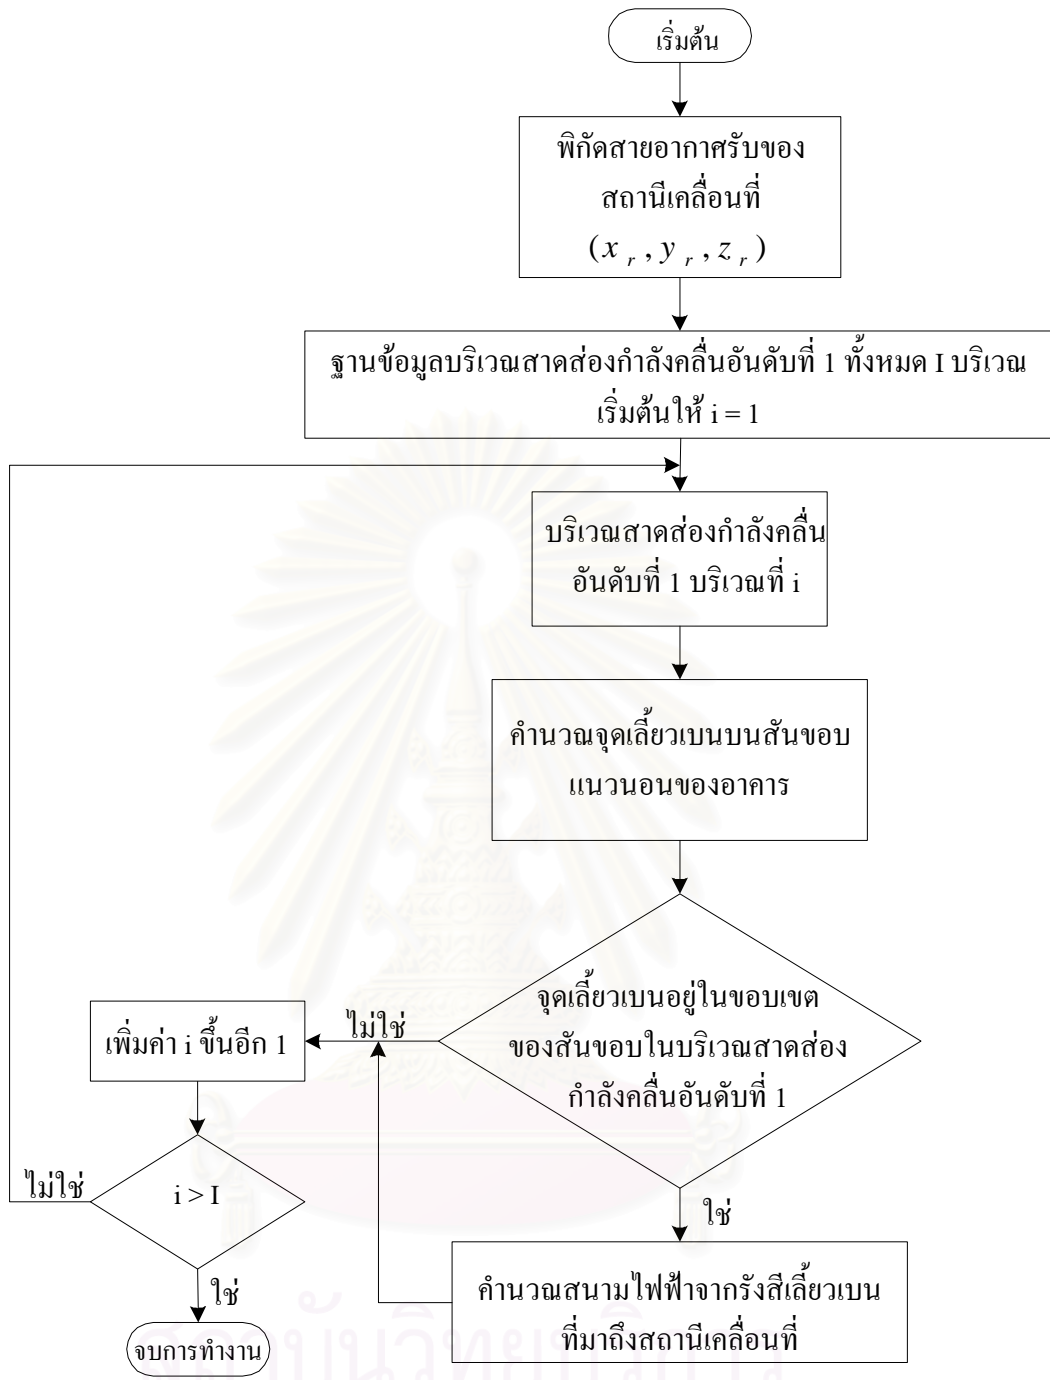 เริ่มต้น
พิกัดสายอากาศรับของ
สถานีเคลื่อนที่
( x r , y r , z r )
ฐานข้อมูลบริเวณสาดส่องกำลังคลื่นอันดับที่ 1 ทั้งหมด I บริเวณ
เริ่มต้นให้ i = 1
บริเวณสาดส่องกำลังคลื่น
อันดับที่ 1 บริเวณที่ i
คำนวณจุดเลี้ยวเบนบนสันขอบ
แนวนอนของอาคาร
จุดเลี้ยวเบนอยู่ในขอบเขต
ของสันขอบในบริเวณสาดส่อง
กำลังคลื่นอันดับที่ 1
ไม่ใช่
เพิ่มค่า i ขึ้นอีก 1
ไม่ใช่
i > I
ใช่
ใช่
คำนวณสนามไฟฟ้าจากรังสีเลี้ยวเบน
ที่มาถึงสถานีเคลื่อนที่
จบการทำงาน
สถาบันวิทยบริการ